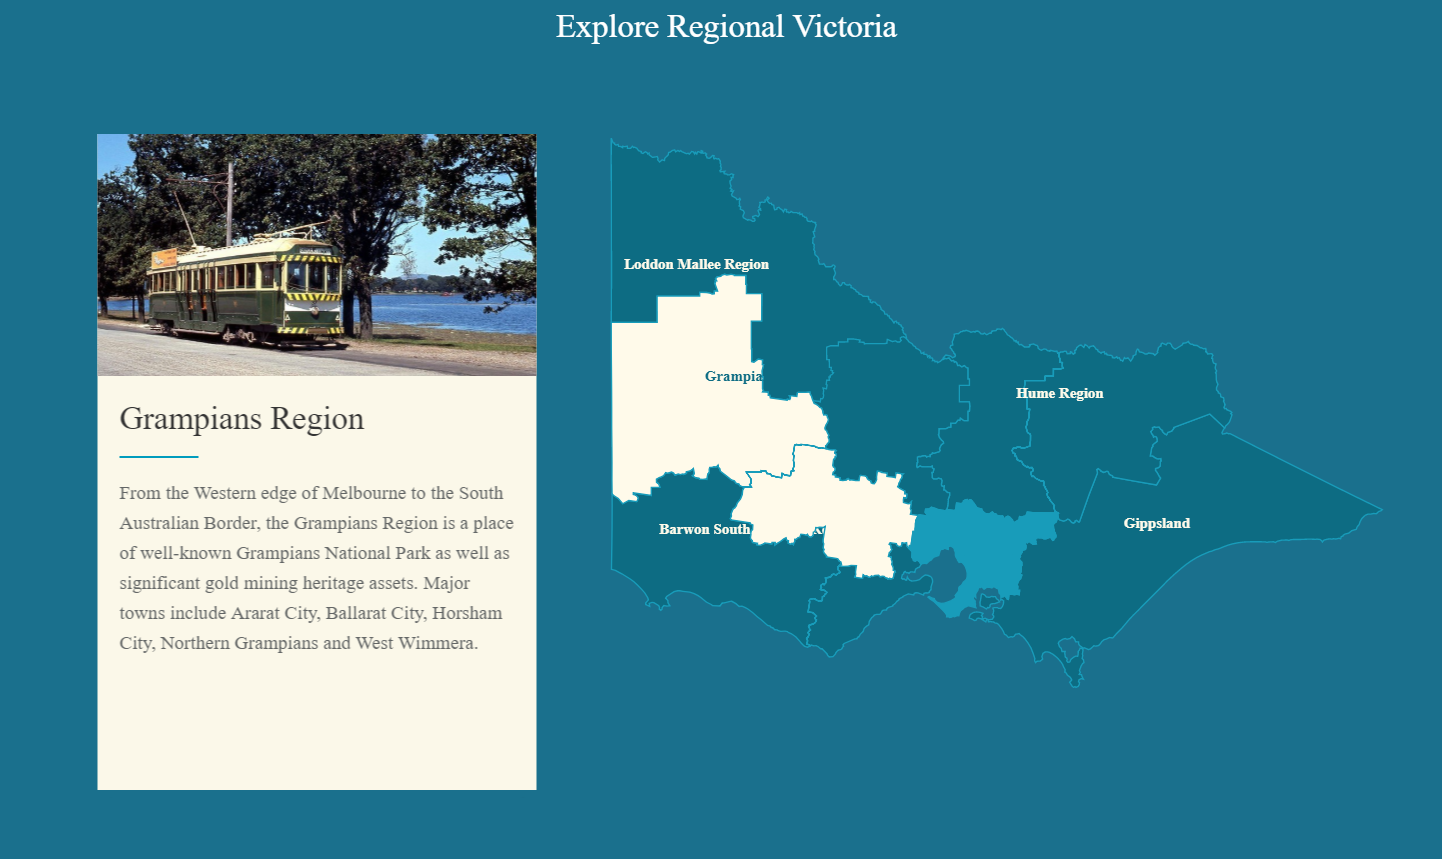 Explore Regional Victoria
Grampians Region
From the Western edge of Melbourne to the South
Australian Border, the Grampians Region is a place
of well-known Grampians National Park as well as
significant gold mining heritage assets. Major
towns include Ararat City, Ballarat City, Horsham
City, Northern Grampians and West Wimmera.
Loddon Mallee Region
Grampia
Hume Region
Barwon South
Gippsland